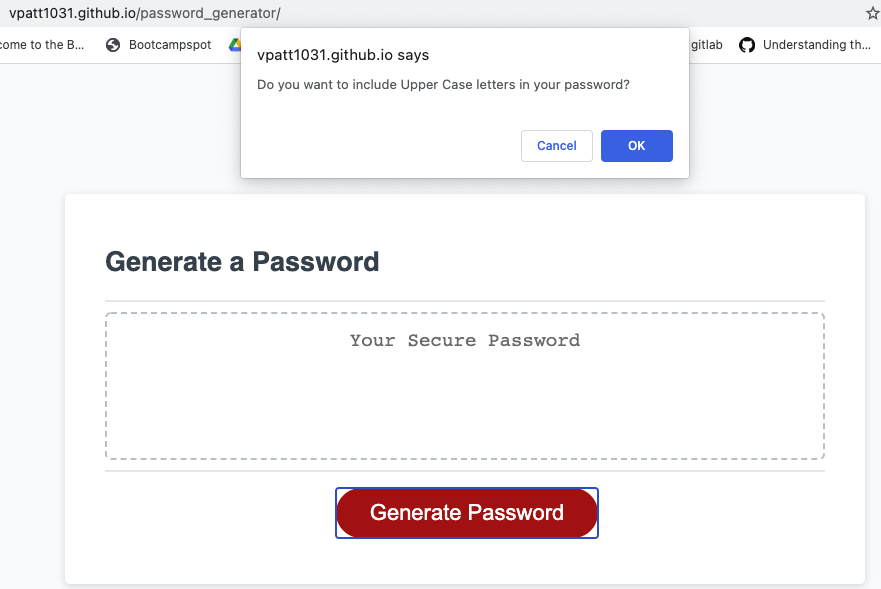 vpatt1031.github.io/password_generator/
come to the B...
Bootcampspot
gitlab
Understanding th...
vpatt1031.github.io says
Do you want to include Upper Case letters in your password?
Cancel
OK
Generate a Password
Your Secure Password
Generate Password